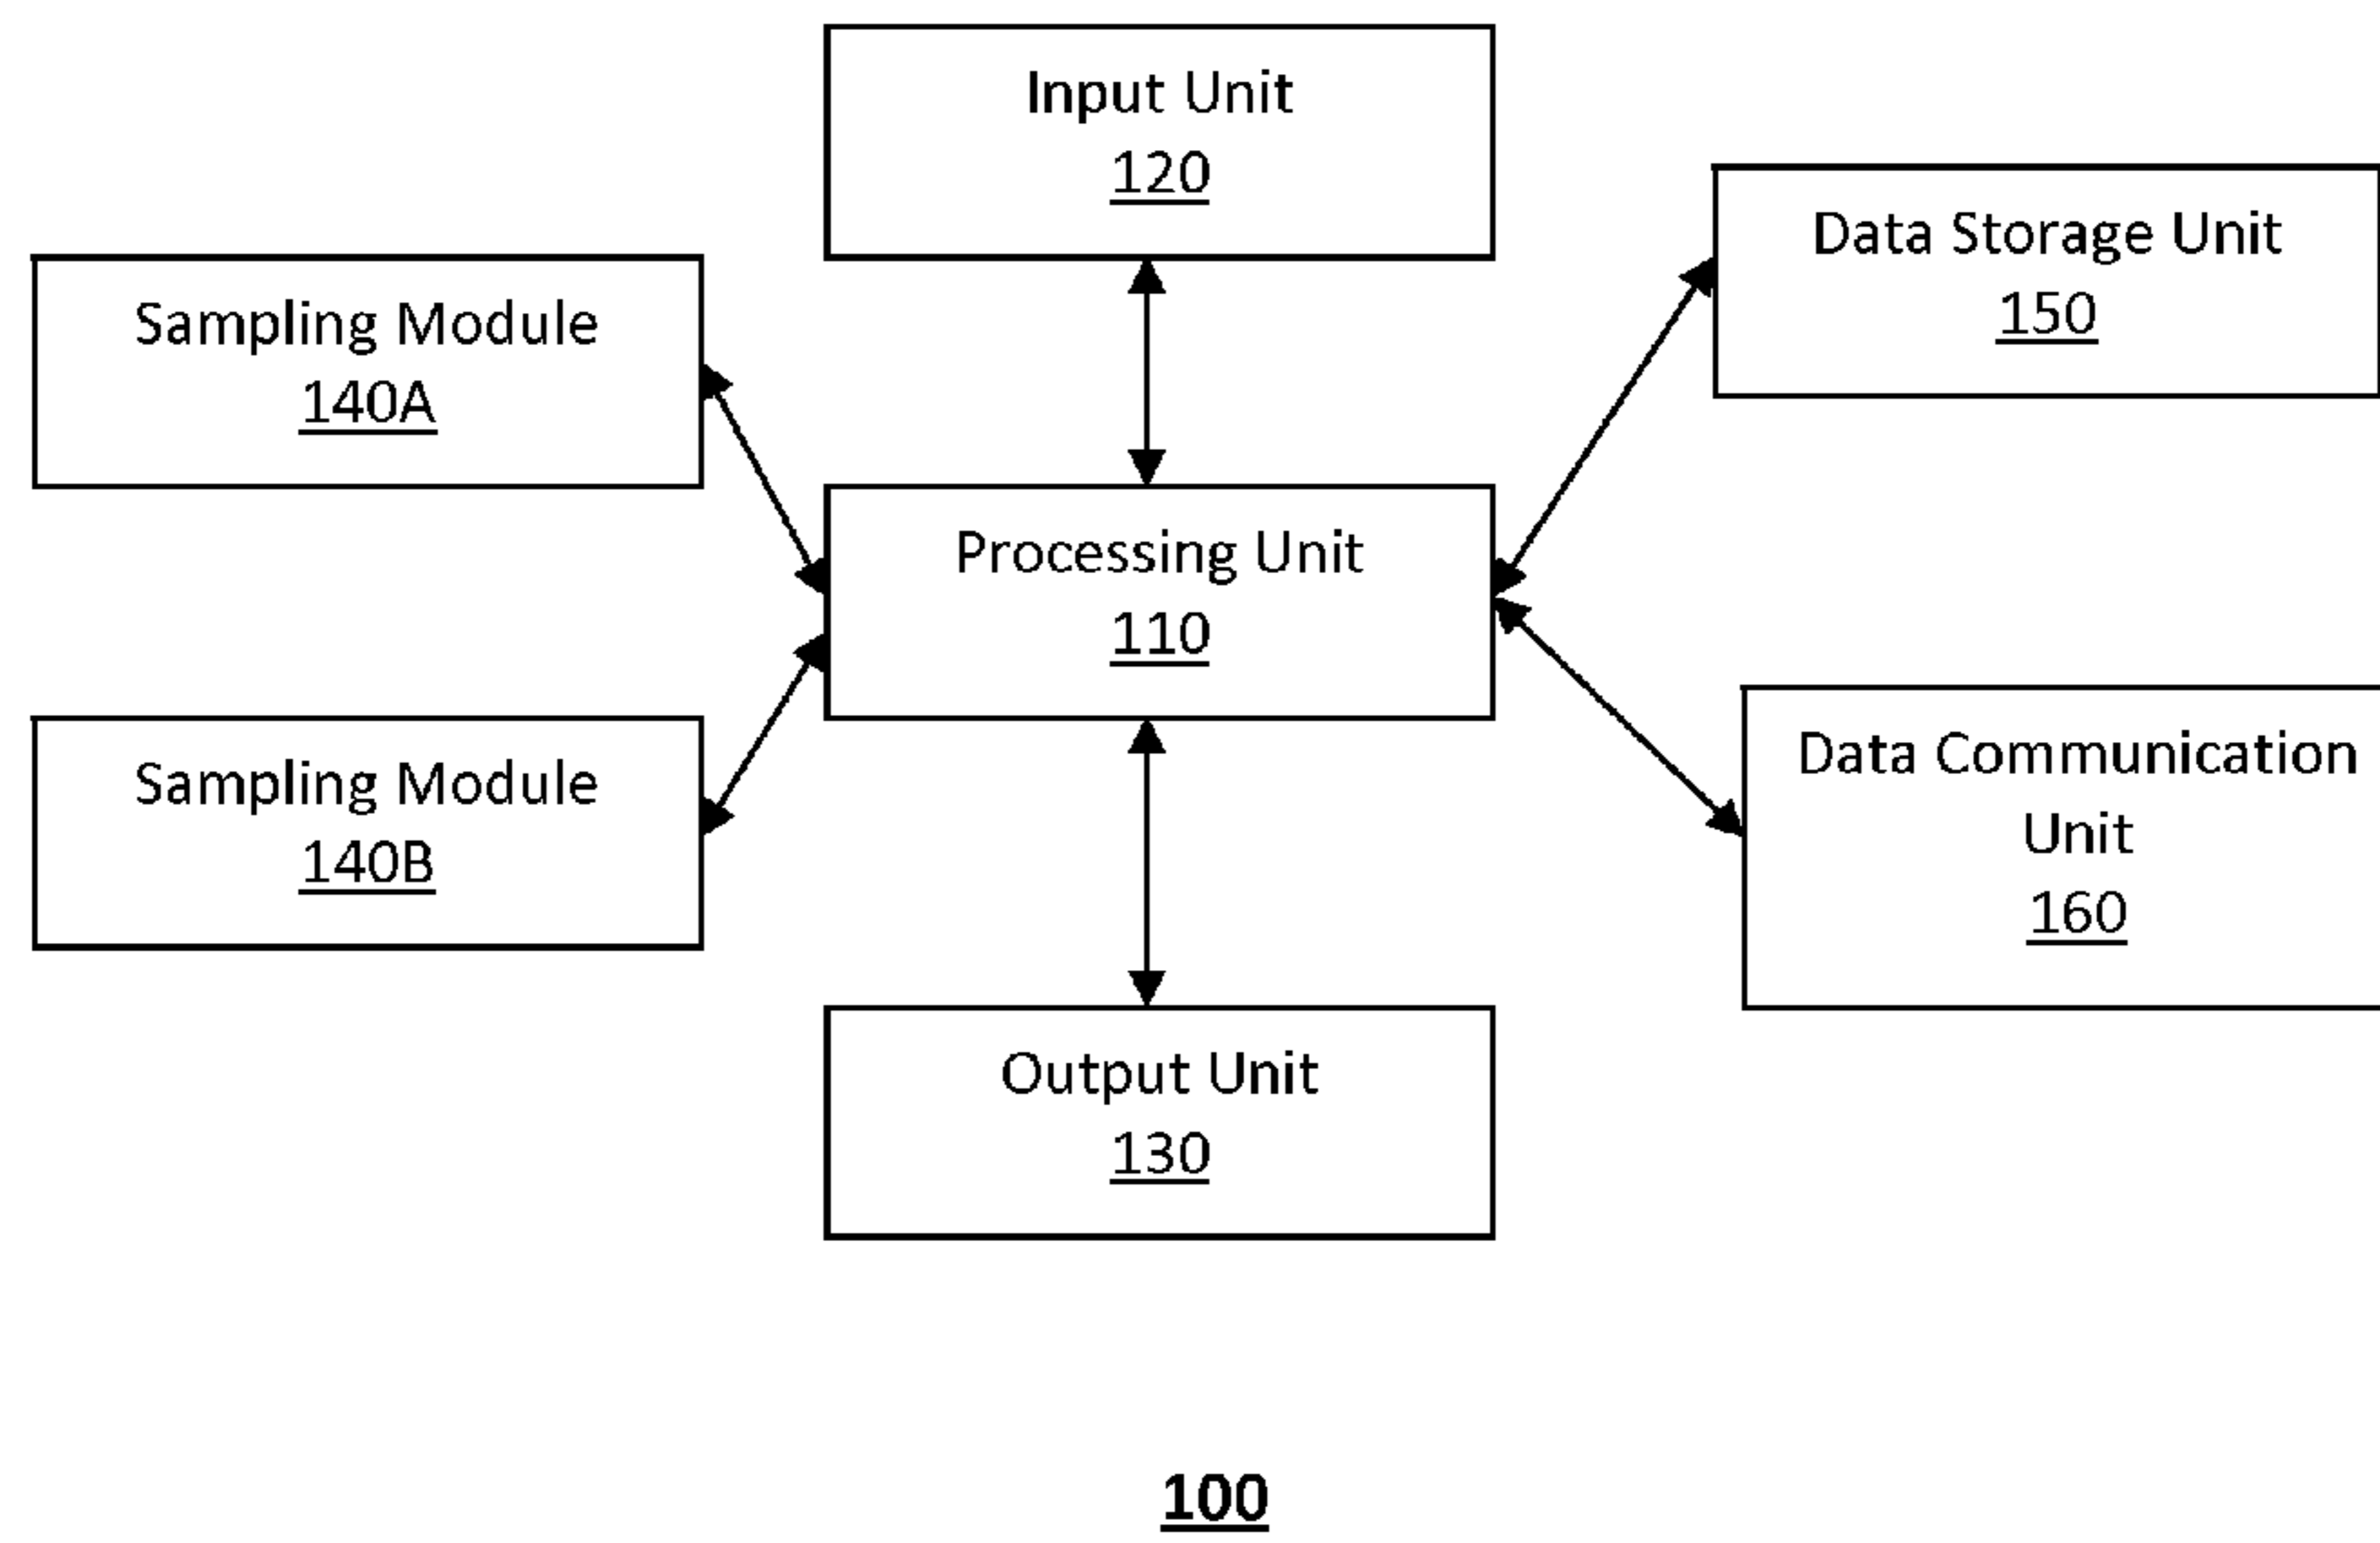 Input Unit
120
Data Storage Unit
150
Sampling Module
140A
Processing Unit
110
Sampling Module
140B
Data Communication
Unit
160
Output Unit
130
100